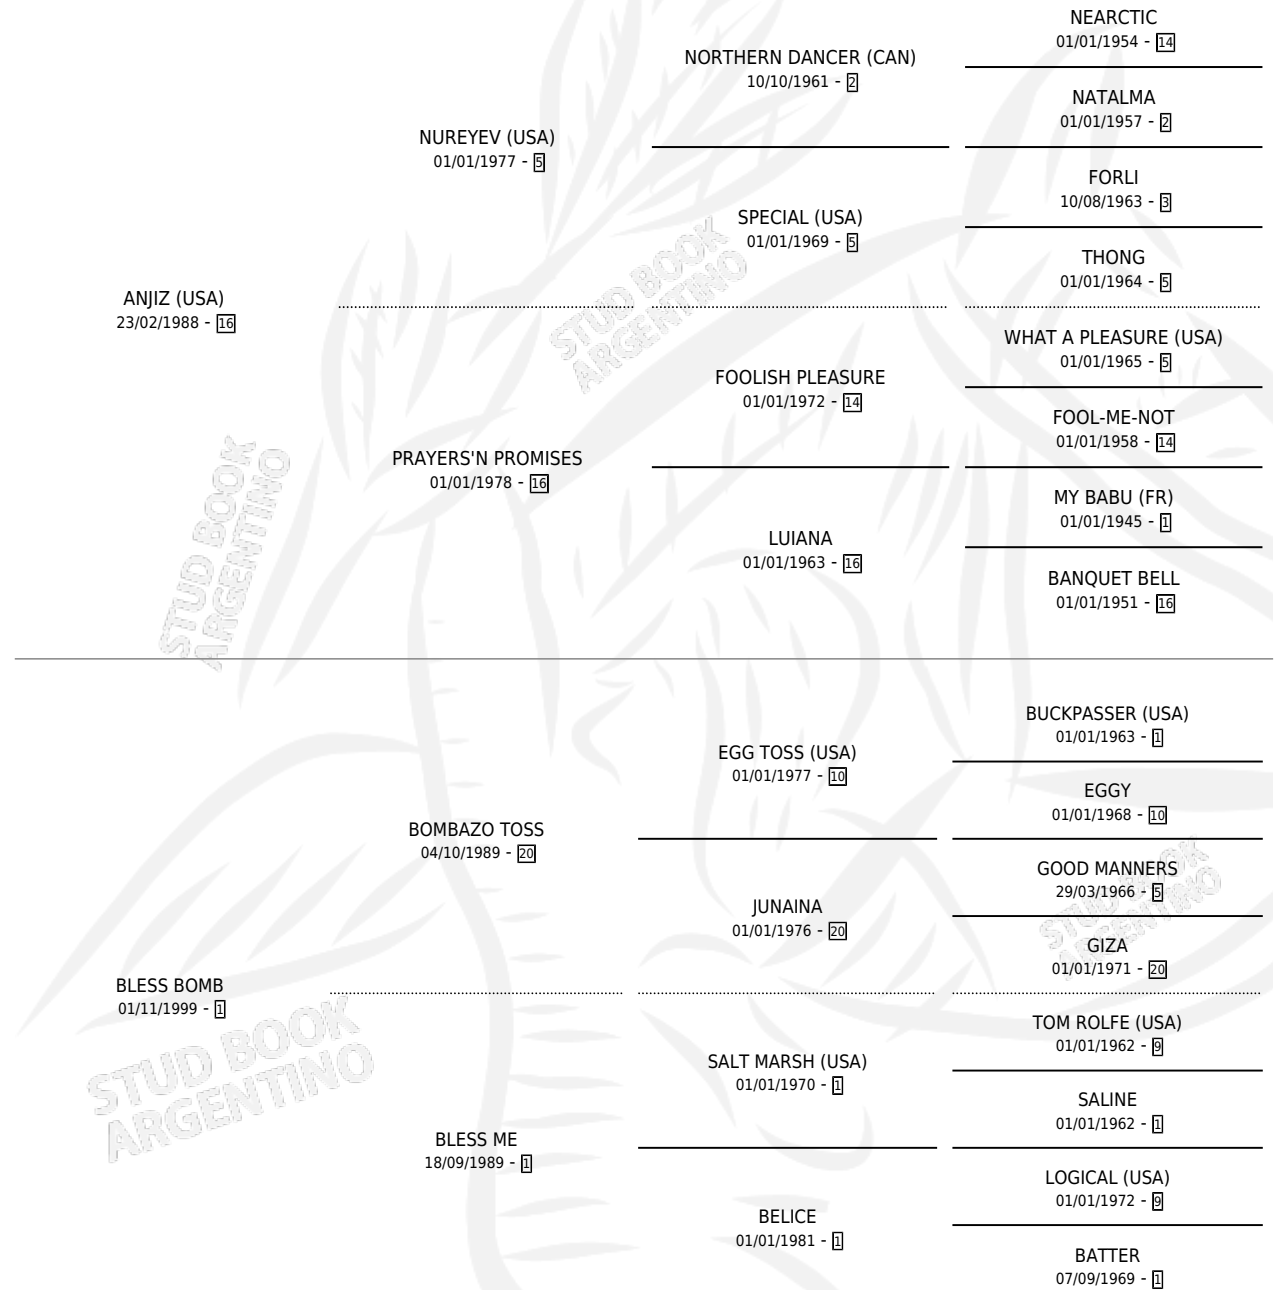 NEARCTIC
01/01/1954 - 14
NORTHERN DANCER (CAN)
10/10/1961 - 2
NATALMA
01/01/1957 - 2
NUREYEV (USA)
01/01/1977 - 5
FORLI
10/08/1963 - 3
SPECIAL (USA)
01/01/1969 - 5
THONG
01/01/1964 - 5
ANJIZ (USA)
23/02/1988 - 16
WHAT A PLEASURE (USA)
01/01/1965 - 5
FOOLISH PLEASURE
01/01/1972 - 14
FOOL-ME-NOT
01/01/1958 - 14
PRAYERS'N PROMISES
01/01/1978 - 16
MY BABU (FR)
01/01/1945 - 1
LUIANA
01/01/1963 - 16
BANQUET BELL
01/01/1951 - 16
BUCKPASSER (USA)
01/01/1963 - 1
EGG TOSS (USA)
01/01/1977 - 10
EGGY
01/01/1968 - 10
BOMBAZO TOSS
04/10/1989 - 20
GOOD MANNERS
29/03/1966 - 5
JUNAINA
01/01/1976 - 20
GIZA
01/01/1971 - 20
BLESS BOMB
01/11/1999 - 1
TOM ROLFE (USA)
01/01/1962 - 9
SALT MARSH (USA)
01/01/1970 - 1
SALINE
01/01/1962 - 1
BLESS ME
18/09/1989 - 1
LOGICAL (USA)
01/01/1972 - 9
BELICE
01/01/1981 - 1
BATTER
07/09/1969 - 1
STUD BOOK
ARGENTINO
STUD BOOK
ARGENTINO
STUD BOOK
ARGENTINO
STUD BOOK
ARGENTINO